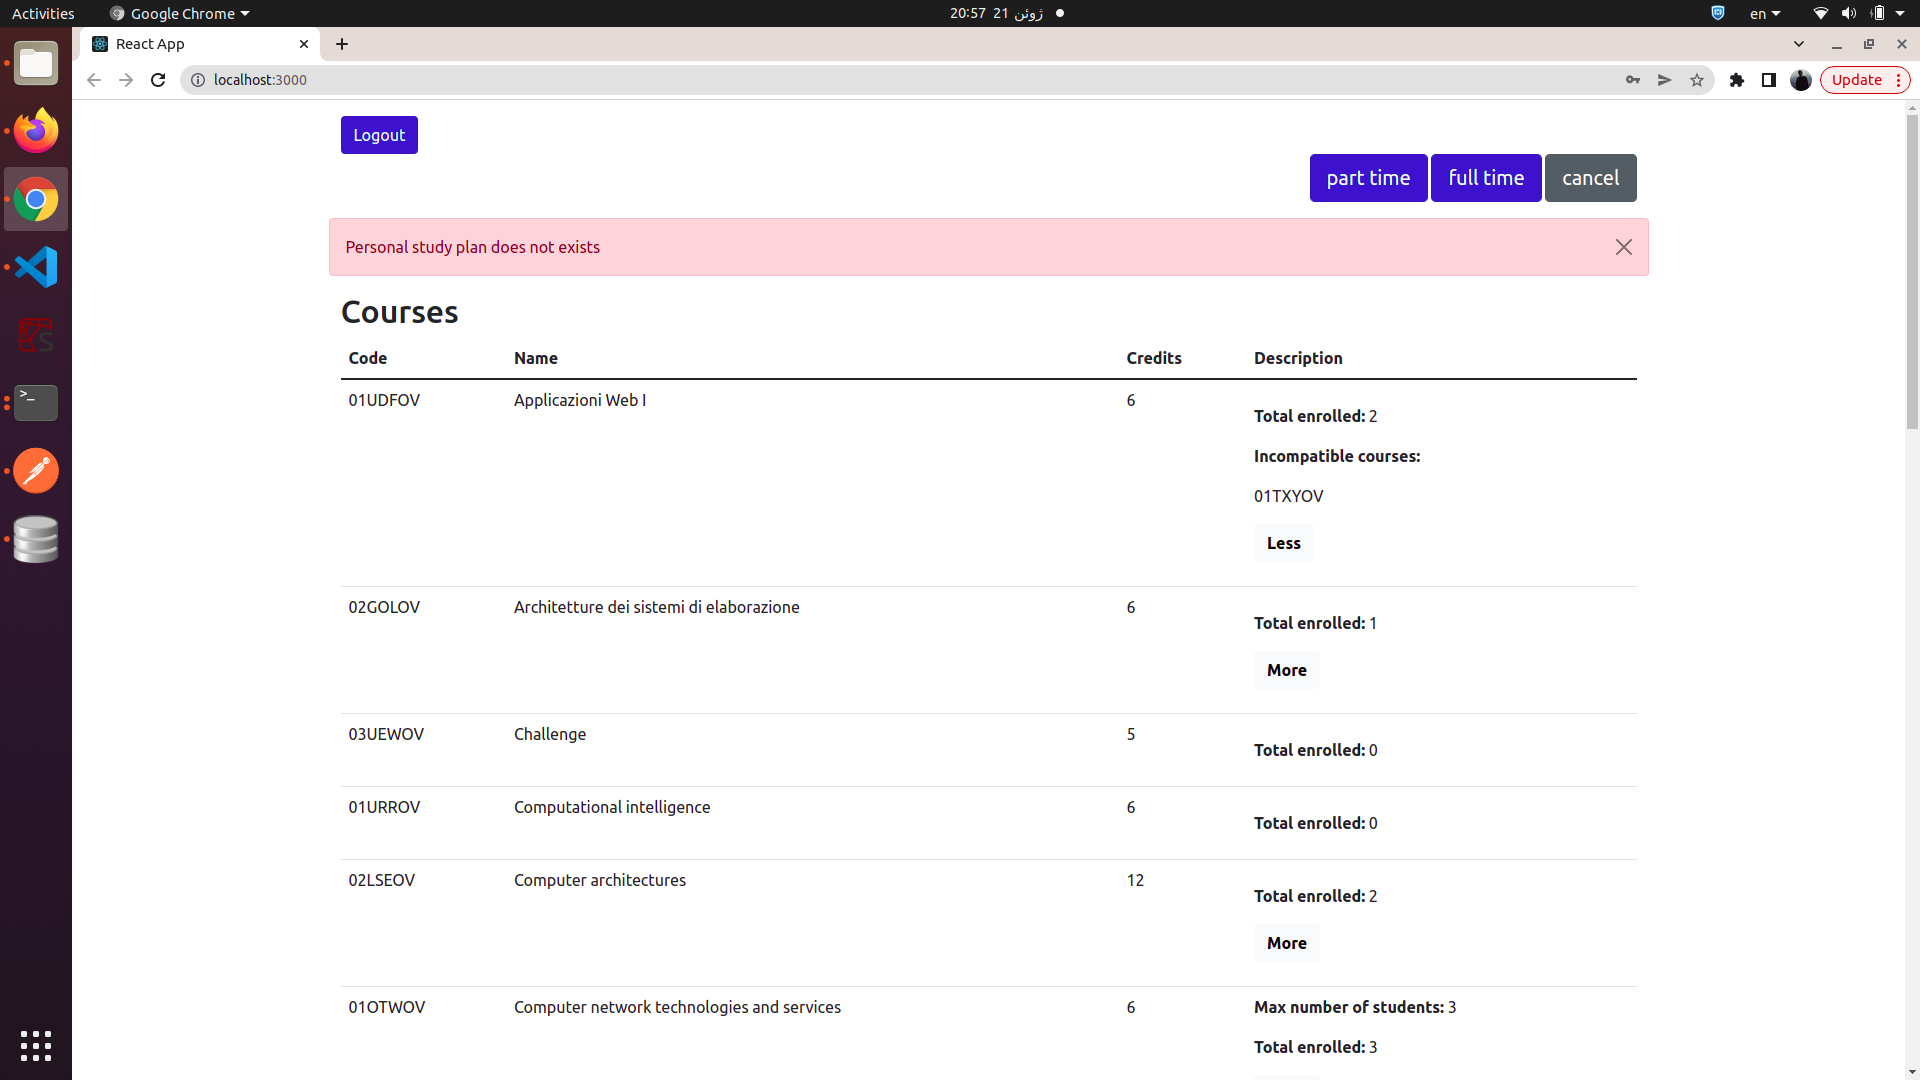 Activities
Google Chrome
20:57 21 ژوئن
en
React App
localhost:3000
Update
Logout
part time
full time
cancel
Personal study plan does not exists
Courses
Code Name Credits Description
01UDFOV Applicazioni Web I 6
Total enrolled: 2
Incompatible courses:
01TXYOV
Less
02GOLOV Architetture dei sistemi di elaborazione 6
Total enrolled: 1
More
03UEWOV Challenge 5
Total enrolled: 0
01URROV Computational intelligence 6
Total enrolled: 0
02LSEOV Computer architectures 12
Total enrolled: 2
More
01OTWOV Computer network technologies and services 6 Max number of students: 3
Total enrolled: 3